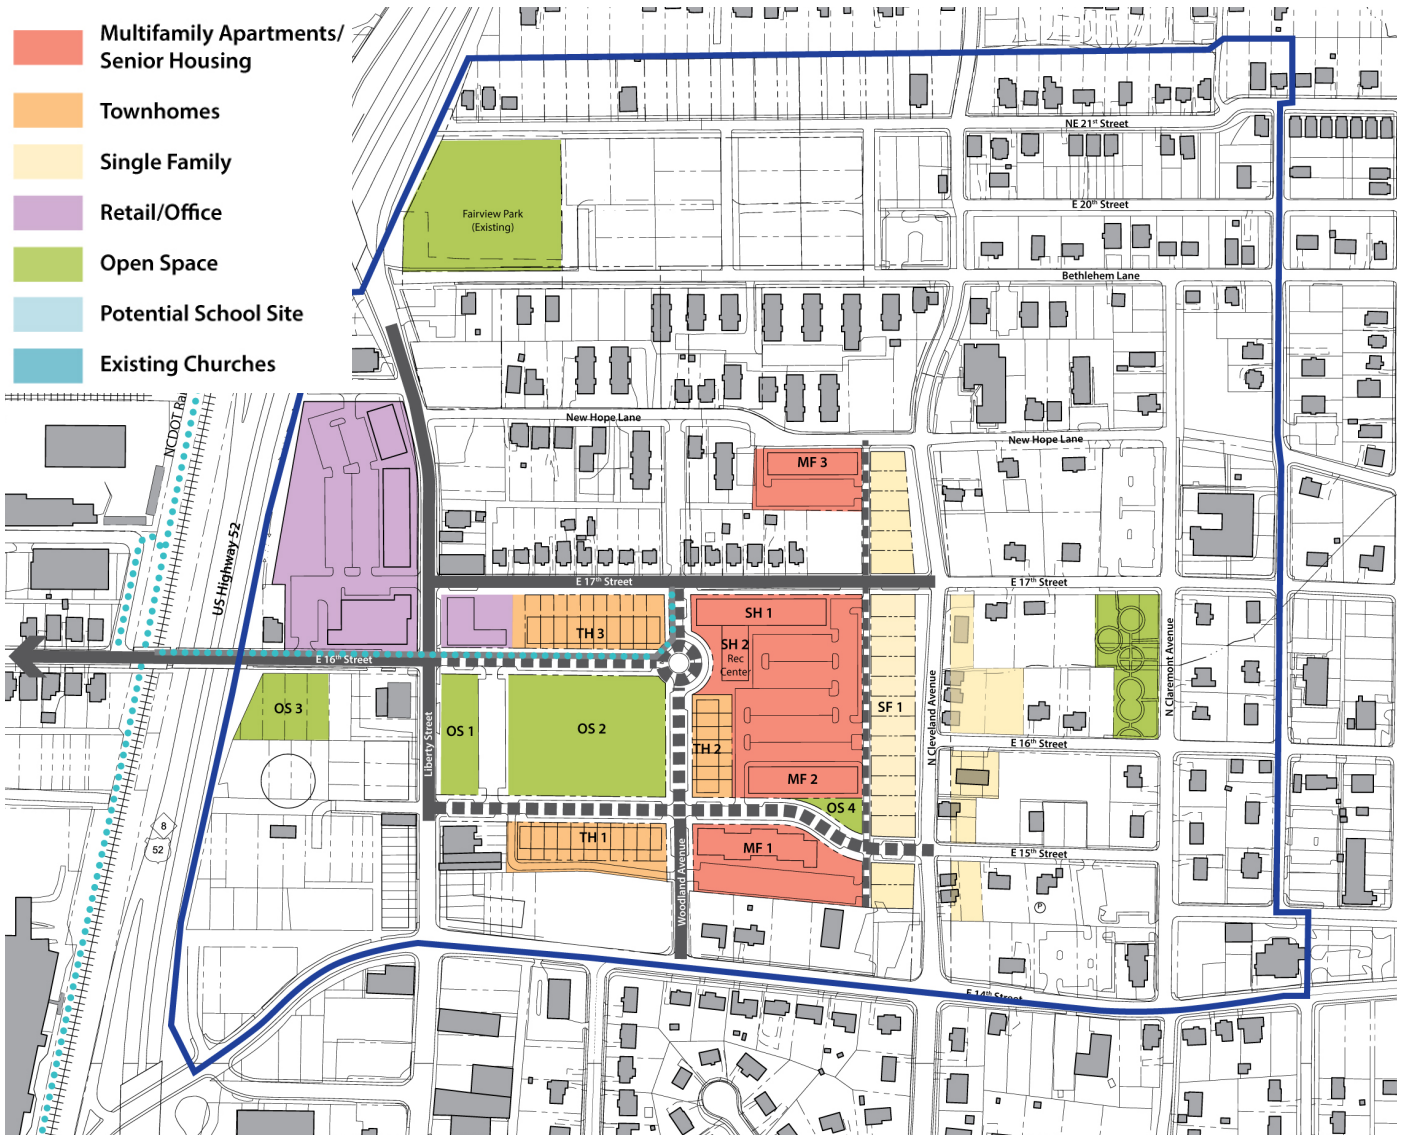 Multifamily Apartments/
Senior Housing
Townhomes
Single Family
Retail/Office
Open Space
Potential School Site
Existing Churches
NE 21st Street
E 20th Street
Fairview Park
(Existing)
Bethlehem Lane
NCDOT Ra
New Hope Lane
New Hope Lane
MF 3
US Highway 52
E 17th Street
E 17th Street
SH 1
TH 3
SH 2
Rec
Center
E 16th Street
OS 3
OS 1
OS 2
SF 1
TH 2
N Cleveland Avenue
N Claremont Avenue
Liberty Street
E 16th Street
MF 2
OS 4
8
52
TH 1
MF 1
E 15th Street
Woodland Avenue
P
E 14th Street